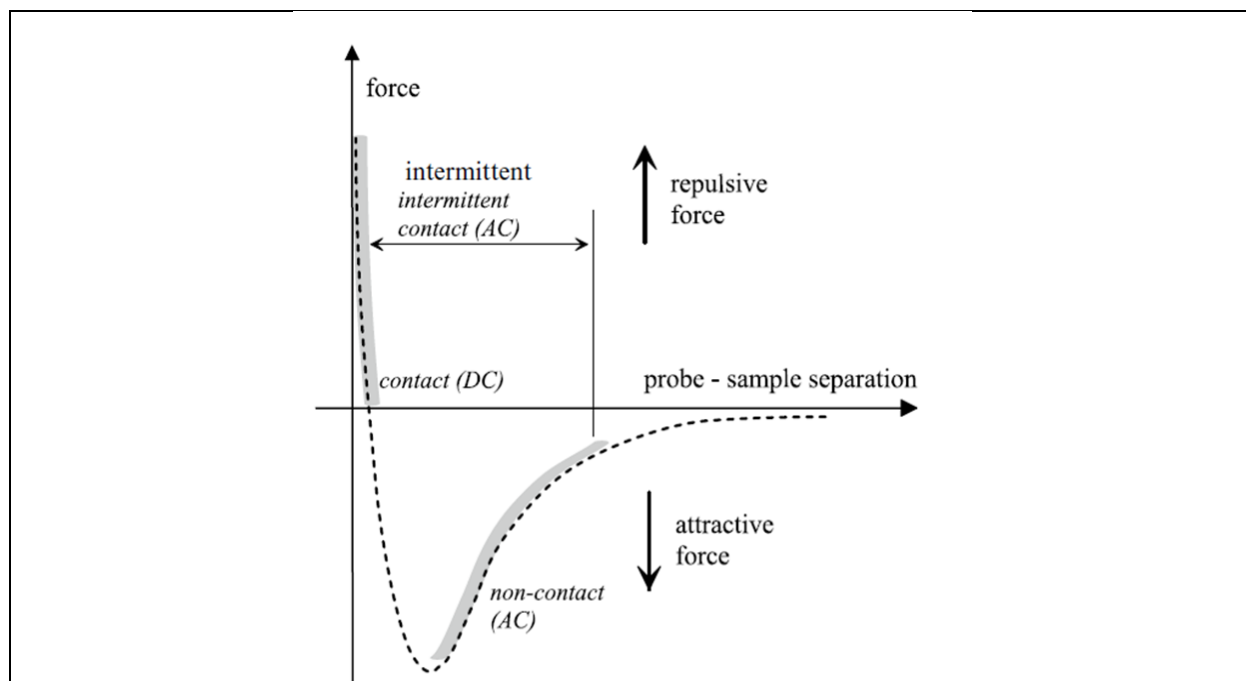 force
intermittent
intermittent
contact (AC)
repulsive
force
contact (DC)
probe - sample separation
attractive
force
non-contact
(AC)